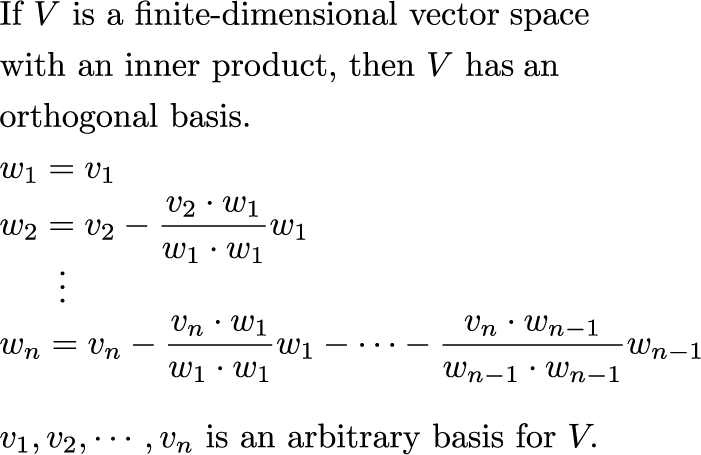 If $V$ is a finite-dimensional vector space
with an inner product, then $V$ has an
orthogonal basis.
$w_1 = v_1$
$w_2 = v_2 - \frac{v_2 \cdot w_1}{w_1 \cdot w_1} w_1$
$\vdots$
$w_n = v_n - \frac{v_n \cdot w_1}{w_1 \cdot w_1} w_1 - \cdots - \frac{v_n \cdot w_{n-1}}{w_{n-1} \cdot w_{n-1}} w_{n-1}$
$v_1, v_2, \cdots, v_n$ is an arbitrary basis for $V$.